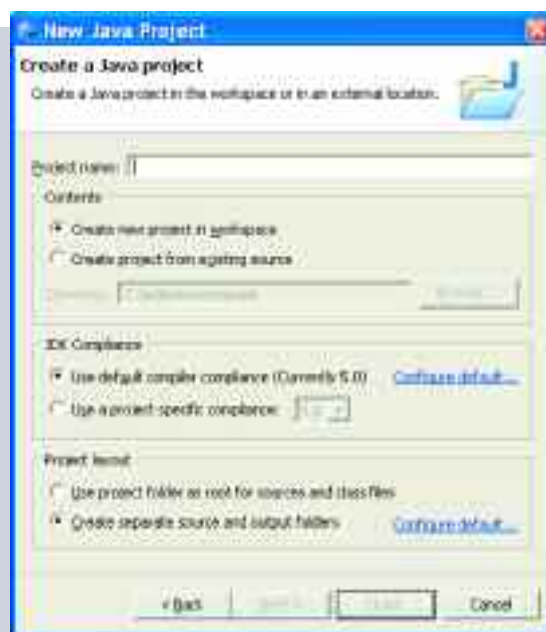 New Java Project
Create a Java project
Create a Java project in the workspace or in an external location.
Project name:
Contents
Create new project in workspace
Create project from existing source
JDK Compliance
Use default compiler compliance (Currently 5.0)
Configure default...
Use a project specific compliance:
Project layout
Use project folder as root for sources and class files
Create separate source and output folders
Configure default...
< Back
Cancel